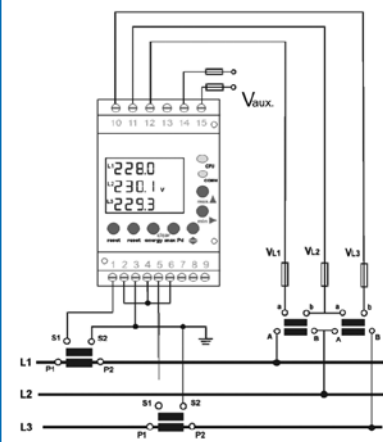 10 11 12 13 14 15
Vaux.
L1 228.0
L2 230.1 v
L3 229.3
CPU
COMM
reset reset energy max P4
1 2 3 4 5 6 7 8 9
VL1 VL2 VL3
a b a b
A B A B
S1 S2
P1 P2
L1
L2
S1 S2
L3
P1 P2